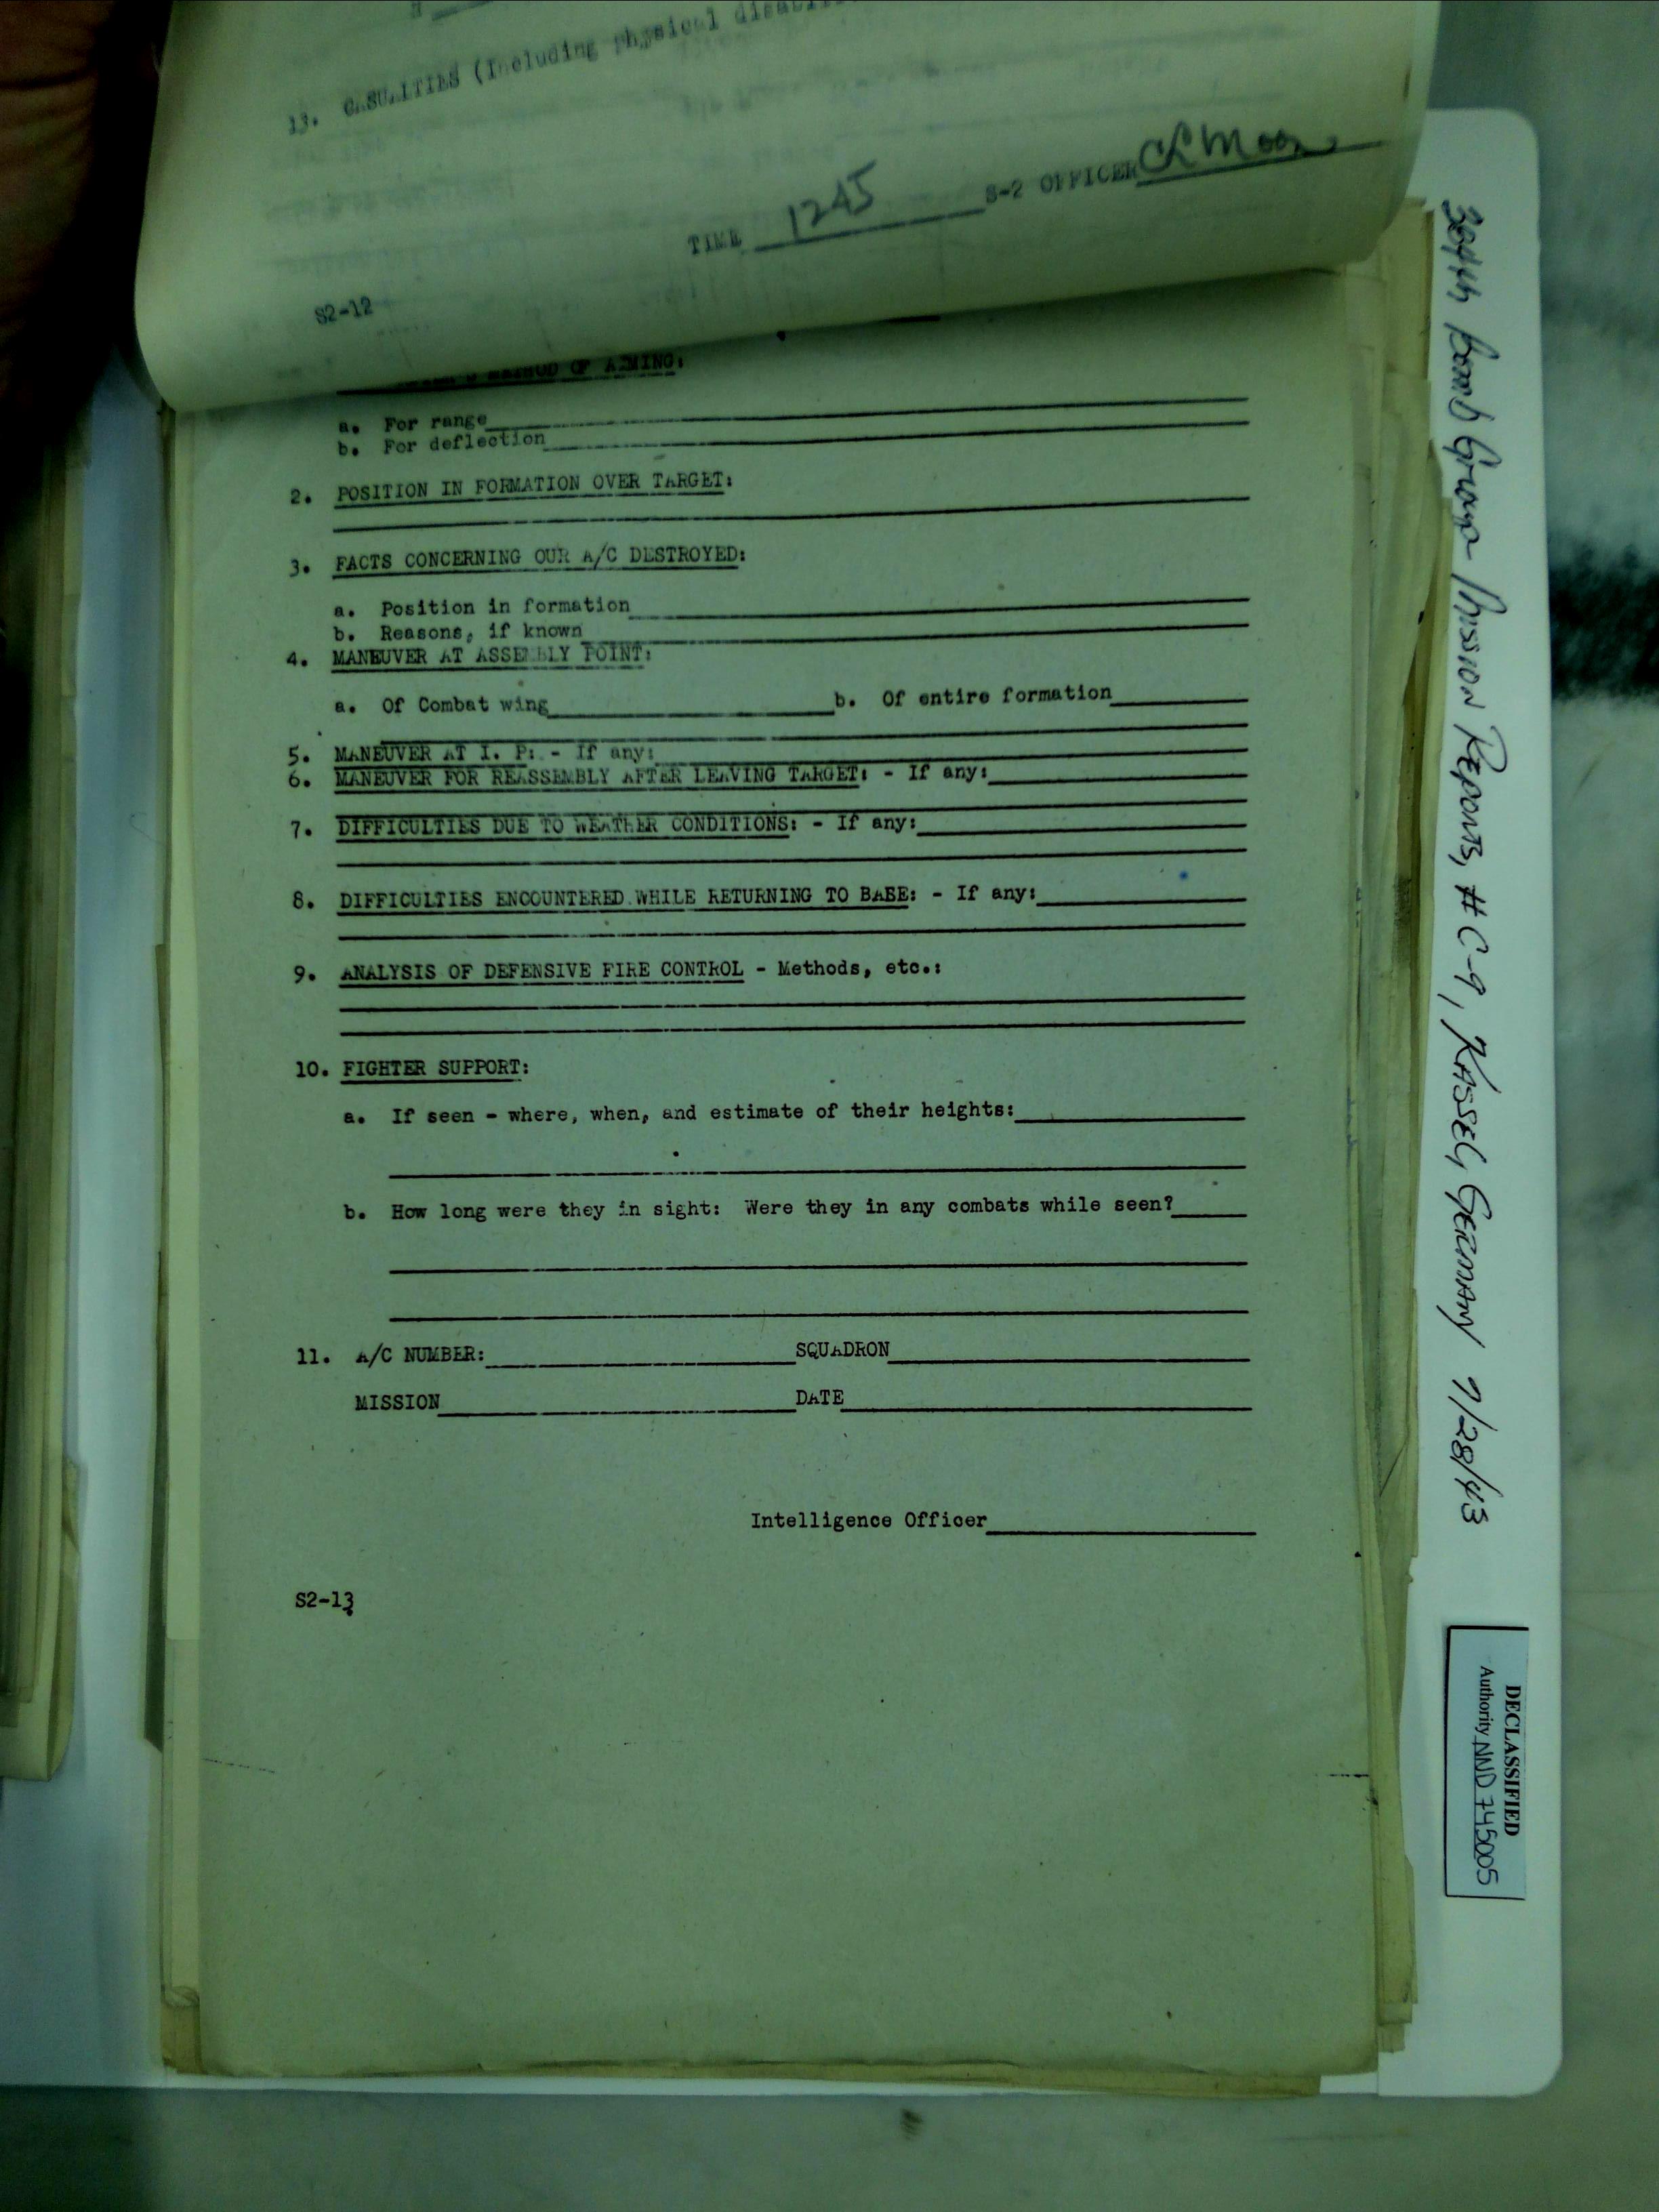 13. CASUALITIES (Including physical
TIME 1245 S-2 OFFICER
S2-12
METHOD OF AIMING:
a. For range
b. For deflection
2. POSITION IN FORMATION OVER TARGET:
3. FACTS CONCERNING OUR A/C DESTROYED:
a. Position in formation
b. Reasons, if known
4. MANEUVER AT ASSEMBLY POINT:
a. Of Combat wing b. Of entire formation
5. MANEUVER AT I. P: - If any:
6. MANEUVER FOR REASSEMBLY AFTER LEAVING TARGET: - If any:
7. DIFFICULTIES DUE TO WEATHER CONDITIONS: - If any:
8. DIFFICULTIES ENCOUNTERED WHILE RETURNING TO BASE: - If any:
9. ANALYSIS OF DEFENSIVE FIRE CONTROL - Methods, etc.:
10. FIGHTER SUPPORT:
a. If seen - where, when, and estimate of their heights:
b. How long were they in sight: Were they in any combats while seen?
11. A/C NUMBER: SQUADRON
MISSION DATE
Intelligence Officer
S2-13
Bomb Group Mission Reports, #C-9, Kassel, Germany 7/28/43
DECLASSIFIED
Authority NND 745005